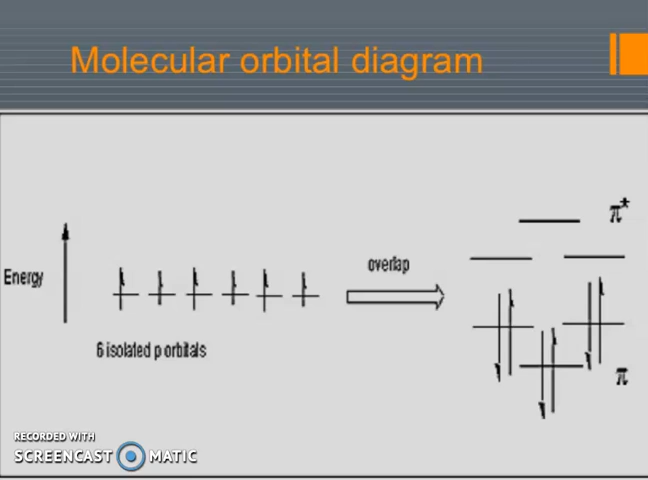 Molecular orbital diagram
π*
overlap
Energy
6 isolated p orbitals
π
RECORDED WITH
SCREENCAST MATIC